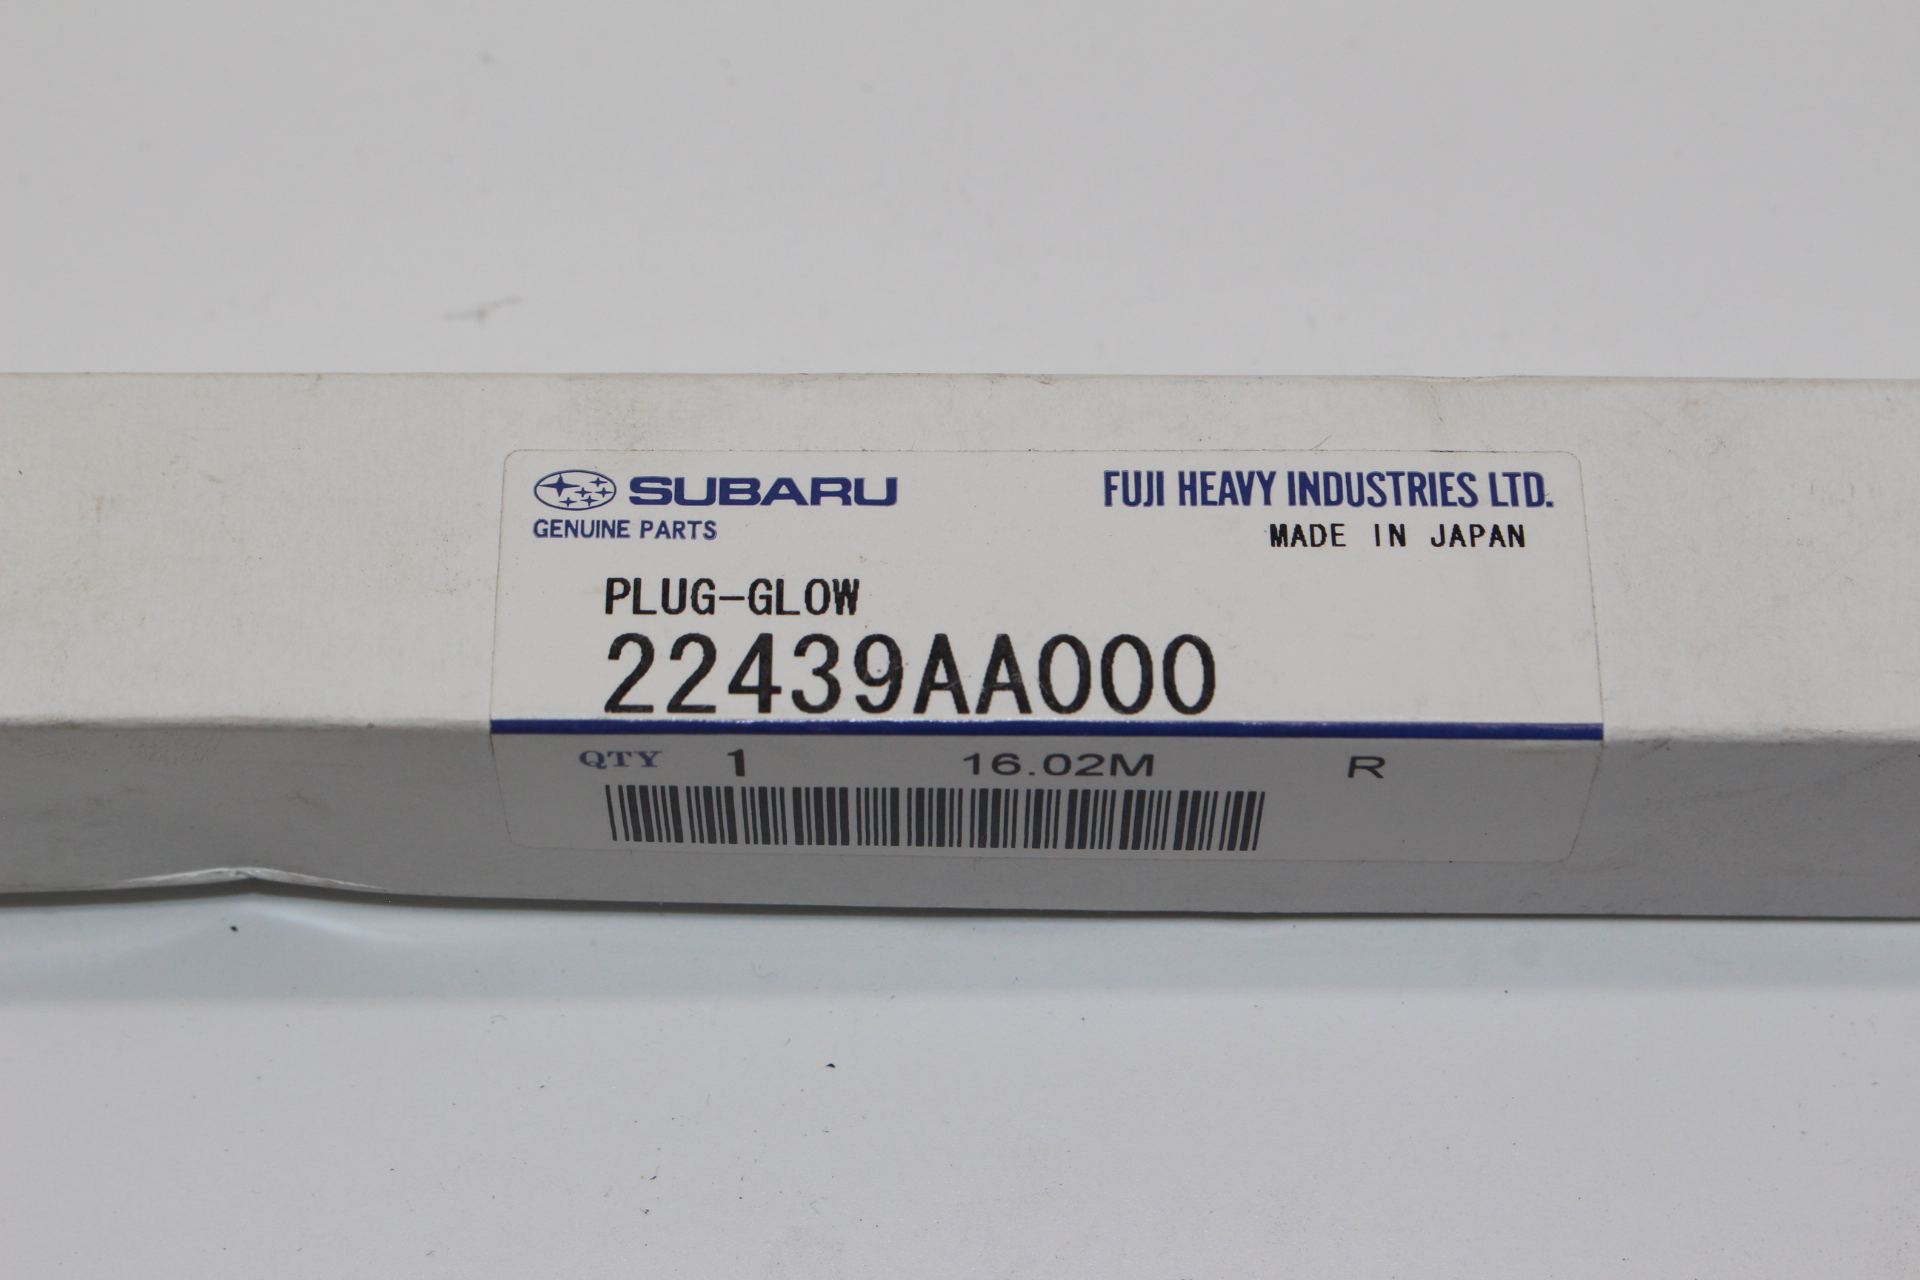 SUBARU
GENUINE PARTS
FUJI HEAVY INDUSTRIES LTD.
MADE IN JAPAN
PLUG-GLOW
22439AA000
QTY 1 16.02M R